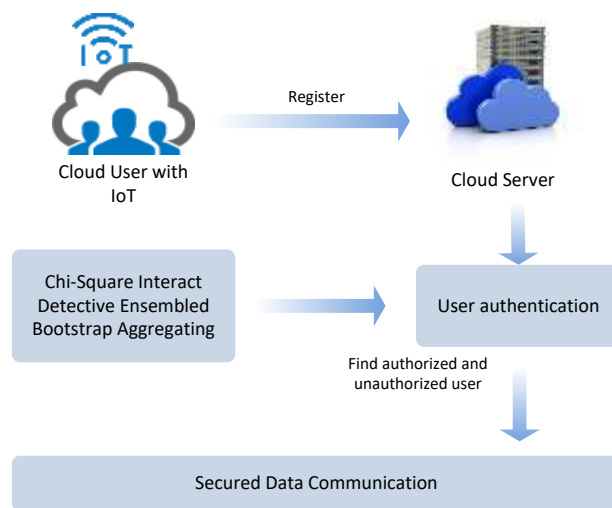 IoT
Register
Cloud User with
IoT
Cloud Server
Chi-Square Interact
Detective Ensembled
Bootstrap Aggregating
User authentication
Find authorized and
unauthorized user
Secured Data Communication